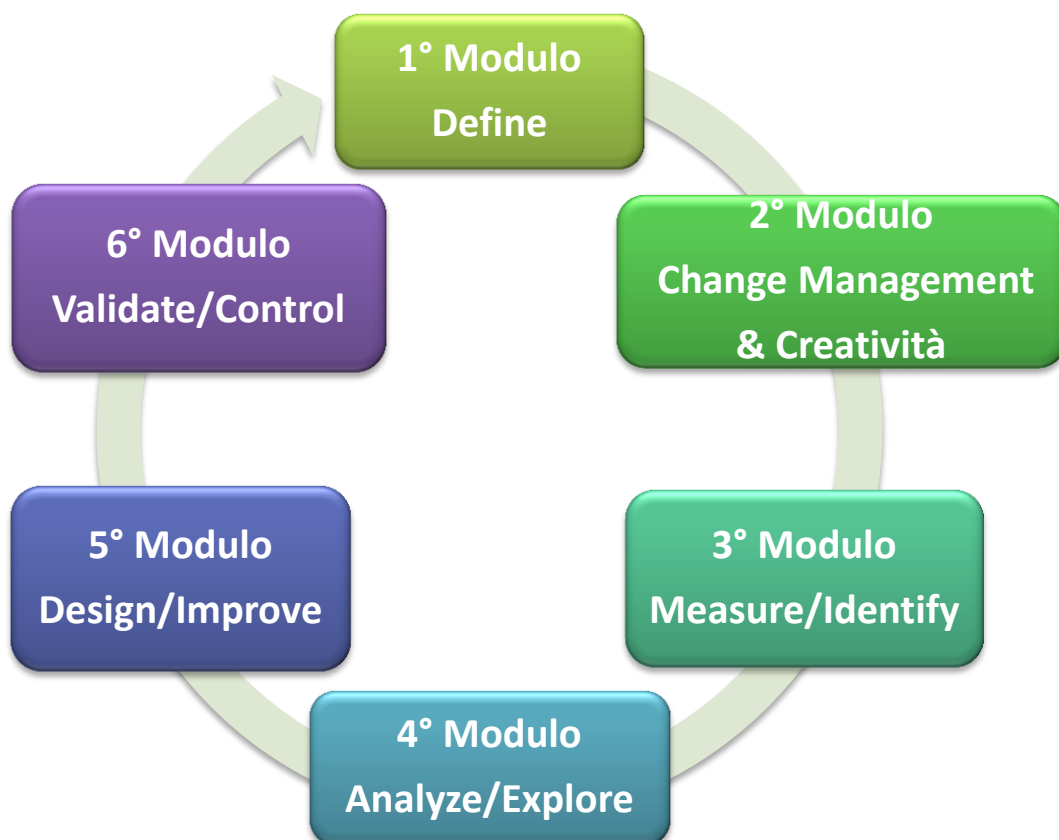 1° Modulo
Define
2° Modulo
Change Management
& Creatività
3° Modulo
Measure/Identify
4° Modulo
Analyze/Explore
5° Modulo
Design/Improve
6° Modulo
Validate/Control